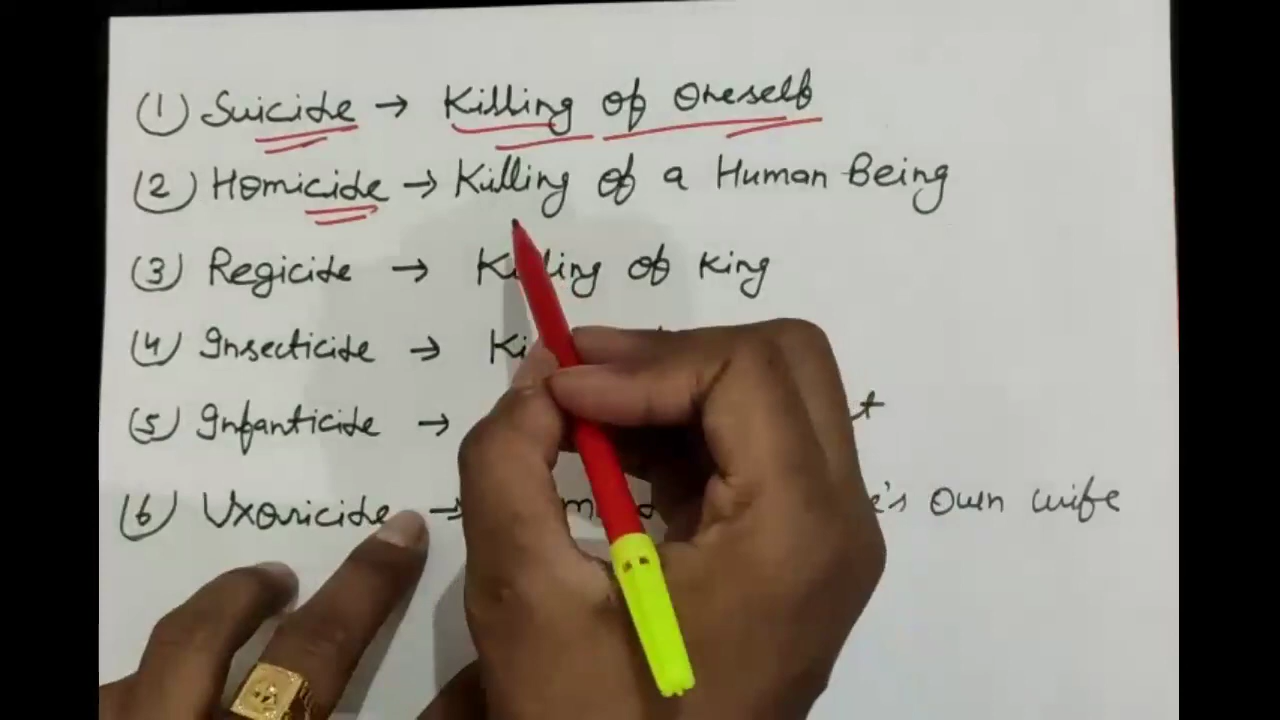 (1) Suicide → Killing of Oneself
(2) Homicide → Killing of a Human Being
(3) Regicide → Killing of King
(4) Insecticide →
(5) Infanticide →
(6) Uxoricide → Own wife